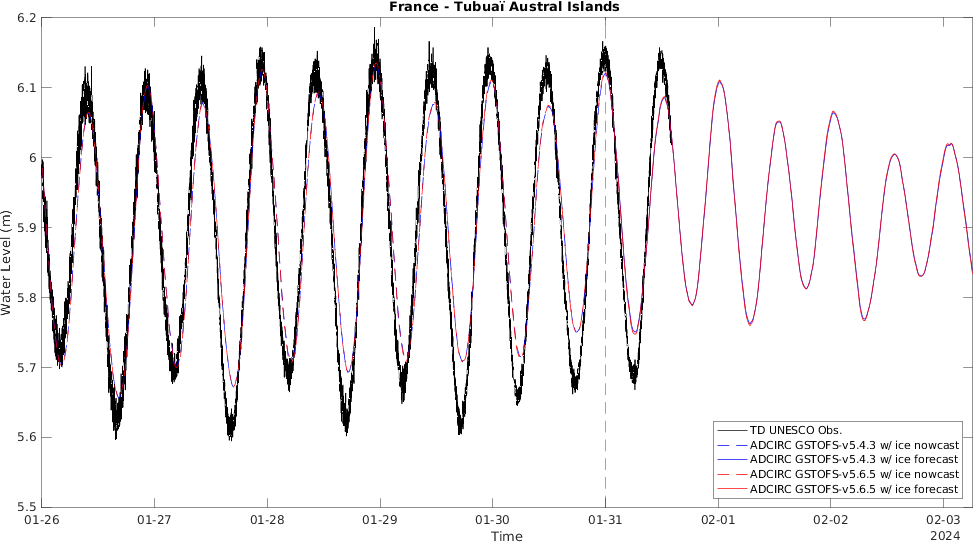 France - Tubuaï Austral Islands
6.2
6.1
6
5.9
5.8
5.7
5.6
5.5
Water Level (m)
TD UNESCO Obs.
ADCIRC GSTOFS-v5.4.3 w/ ice nowcast
ADCIRC GSTOFS-v5.4.3 w/ ice forecast
ADCIRC GSTOFS-v5.6.5 w/ ice nowcast
ADCIRC GSTOFS-v5.6.5 w/ ice forecast
01-26 01-27 01-28 01-29 01-30 01-31 02-01 02-02 02-03
Time
2024